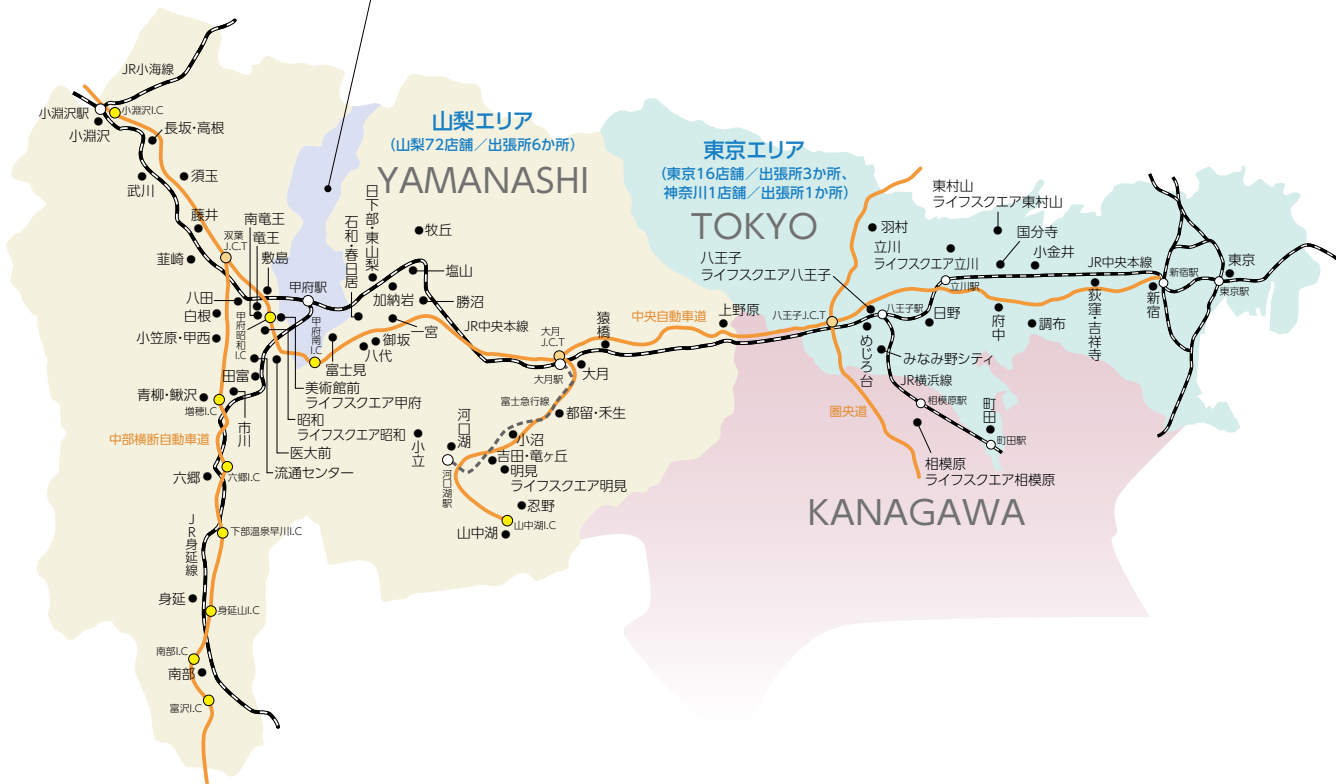 JR小海線
小淵沢駅
小淵沢I.C
小淵沢
長坂・高根
武川
須玉
藤井
双葉
J.C.T
韮崎
南竜王
竜王
敷島
八田
白根
小笠原・甲西
甲府昭和I.C
甲府駅
甲府南I.C
田富
青柳・鰍沢
増穂I.C
市川
中部横断自動車道
六郷
六郷I.C
下部温泉早川I.C
JR身延線
身延
身延山I.C
南部I.C
南部
富沢I.C
山梨エリア
(山梨72店舗／出張所6か所)
YAMANASHI
日下部・東山梨
石和・春日居
牧丘
塩山
加納岩
勝沼
一宮
御坂
八代
富士見
美術館前
ライフスクエア甲府
昭和
ライフスクエア昭和
医大前
流通センター
JR中央本線
大月
J.C.T
大月駅
大月
猿橋
上野原
中央自動車道
富士急行線
都留・禾生
小沼
河口湖
小立
河口湖駅
吉田・竜ヶ丘
明見
ライフスクエア明見
忍野
山中湖I.C
山中湖
東京エリア
(東京16店舗／出張所3か所、
神奈川1店舗／出張所1か所)
TOKYO
八王子
ライフスクエア八王子
羽村
立川
ライフスクエア立川
東村山
ライフスクエア東村山
国分寺
小金井
JR中央本線
立川駅
八王子J.C.T
八王子駅
日野
府中
調布
荻窪・吉祥寺
新宿
新宿駅
東京
東京駅
めじろ台
みなみ野シティ
JR横浜線
相模原駅
圏央道
町田
町田駅
相模原
ライフスクエア相模原
KANAGAWA